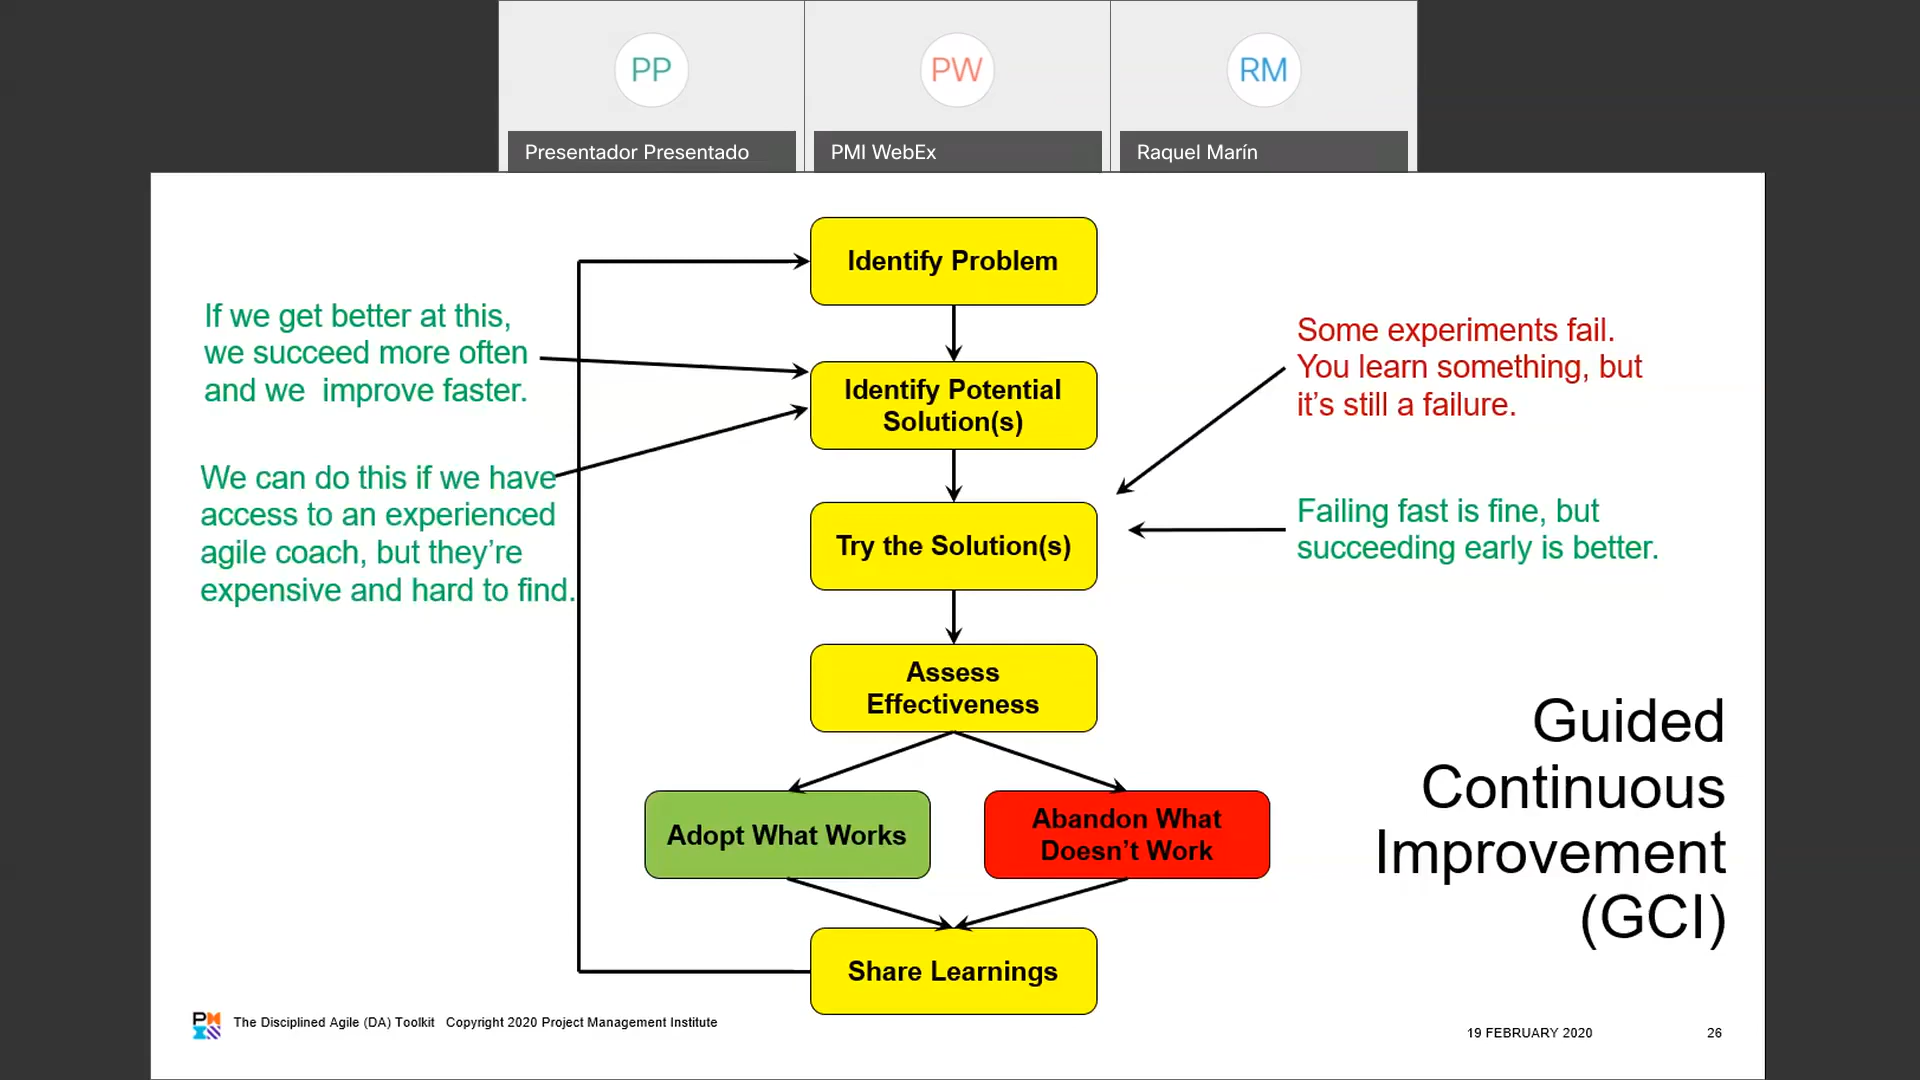 PP
PW
RM
Presentador Presentado
PMI WebEx
Raquel Marín
Identify Problem
If we get better at this,
we succeed more often
and we improve faster.
Some experiments fail.
You learn something, but
it’s still a failure.
Identify Potential
Solution(s)
We can do this if we have
access to an experienced
agile coach, but they’re
expensive and hard to find.
Failing fast is fine, but
succeeding early is better.
Try the Solution(s)
Assess
Effectiveness
Guided
Continuous
Improvement
(GCI)
Adopt What Works
Abandon What
Doesn’t Work
Share Learnings
The Disciplined Agile (DA) Toolkit Copyright 2020 Project Management Institute
19 FEBRUARY 2020
26